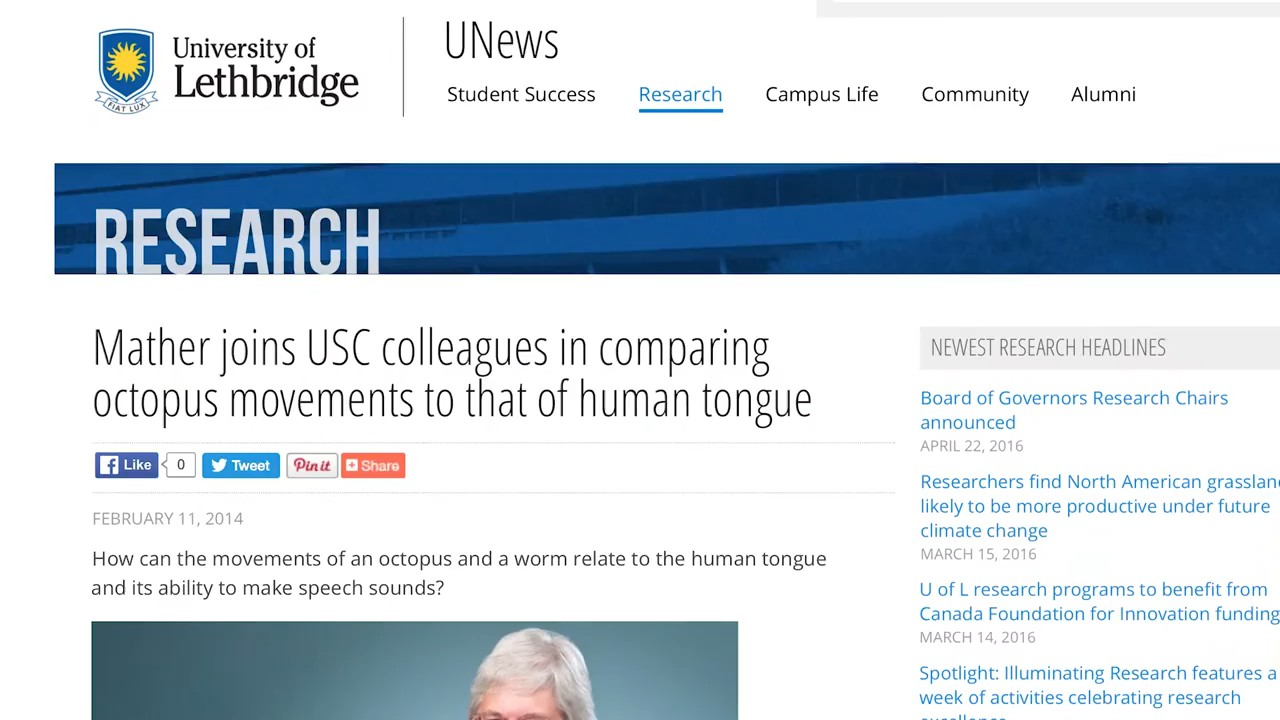 University of
Lethbridge
FIAT LUX
UNews
Student Success
Research
Campus Life
Community
Alumni
RESEARCH
Mather joins USC colleagues in comparing
octopus movements to that of human tongue
Like
0
Tweet
Pin it
Share
FEBRUARY 11, 2014
How can the movements of an octopus and a worm relate to the human tongue
and its ability to make speech sounds?
NEWEST RESEARCH HEADLINES
Board of Governors Research Chairs
announced
APRIL 22, 2016
Researchers find North American
likely to be more productive under future
climate change
MARCH 15, 2016
U of L research programs to benefit from
Canada Foundation for Innovation funding
MARCH 14, 2016
Spotlight: Illuminating Research features a
week of activities celebrating research